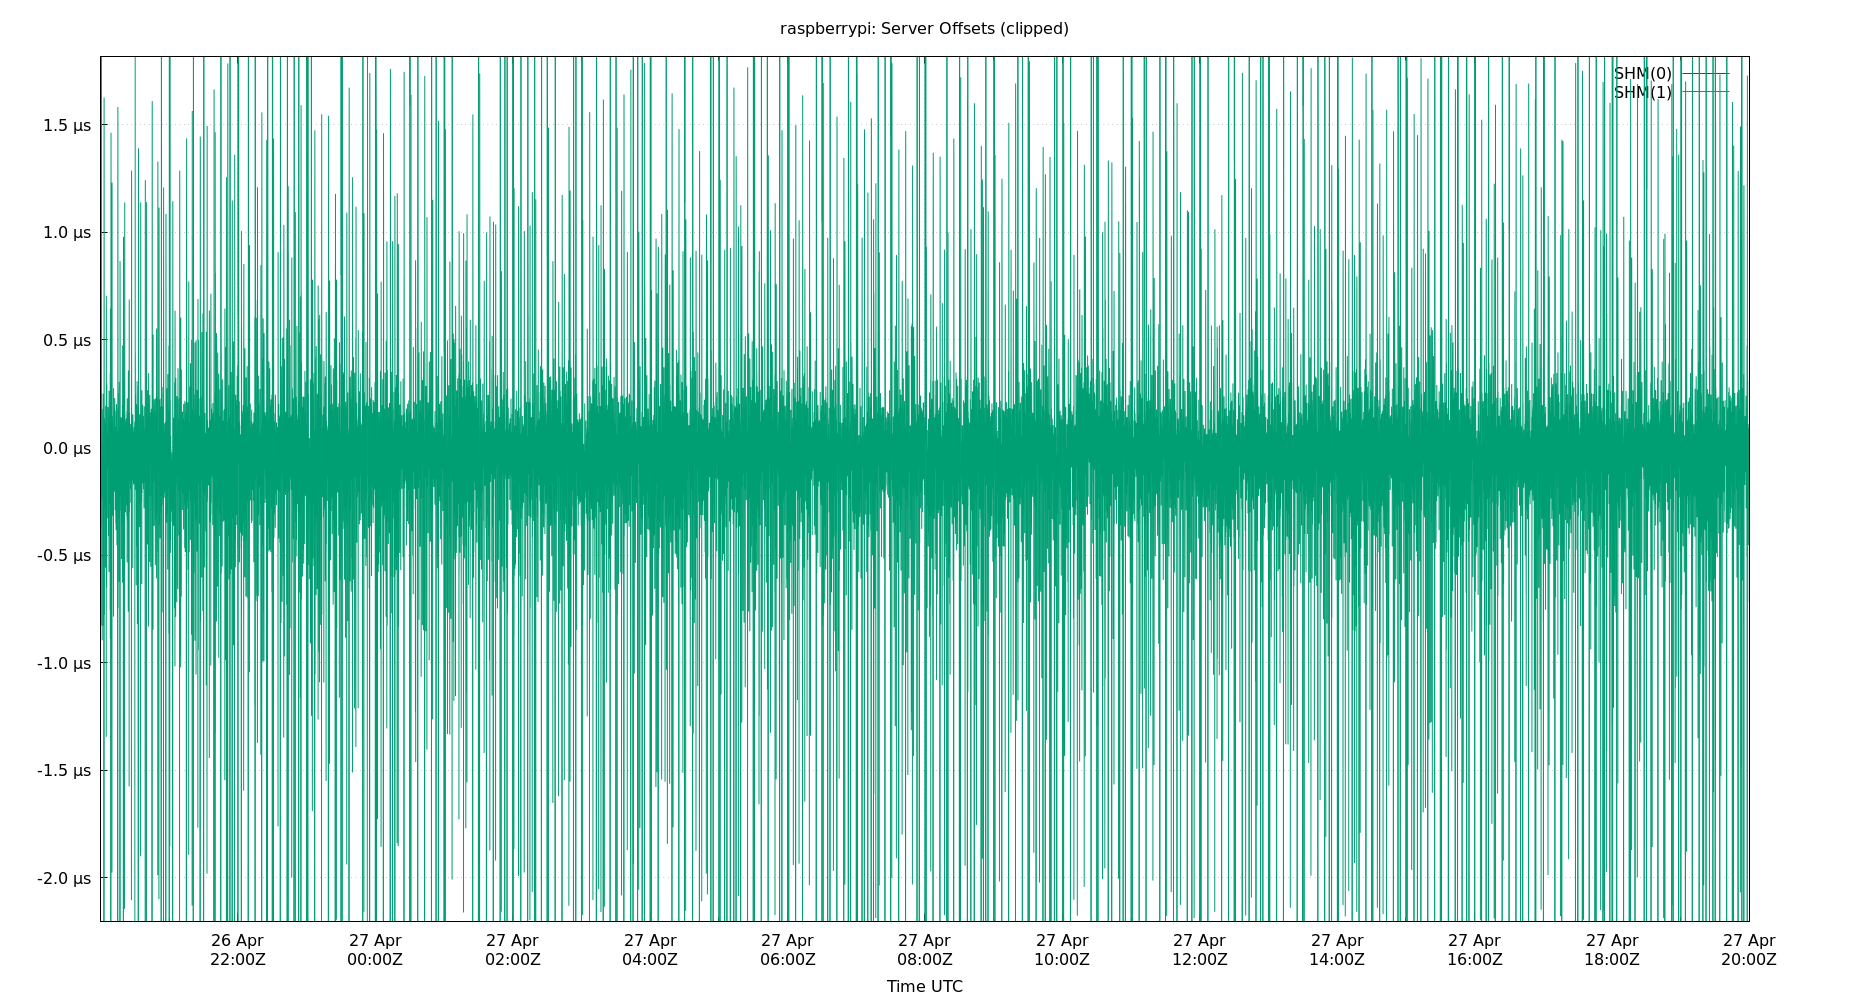 raspberrypi: Server Offsets (clipped)
SHM(0)
SHM(1)
1.5 µs
1.0 µs
0.5 µs
0.0 µs
-0.5 µs
-1.0 µs
-1.5 µs
-2.0 µs
26 Apr 27 Apr 27 Apr 27 Apr 27 Apr 27 Apr 27 Apr 27 Apr 27 Apr 27 Apr 27 Apr 27 Apr
22:00Z 00:00Z 02:00Z 04:00Z 06:00Z 08:00Z 10:00Z 12:00Z 14:00Z 16:00Z 18:00Z 20:00Z
Time UTC